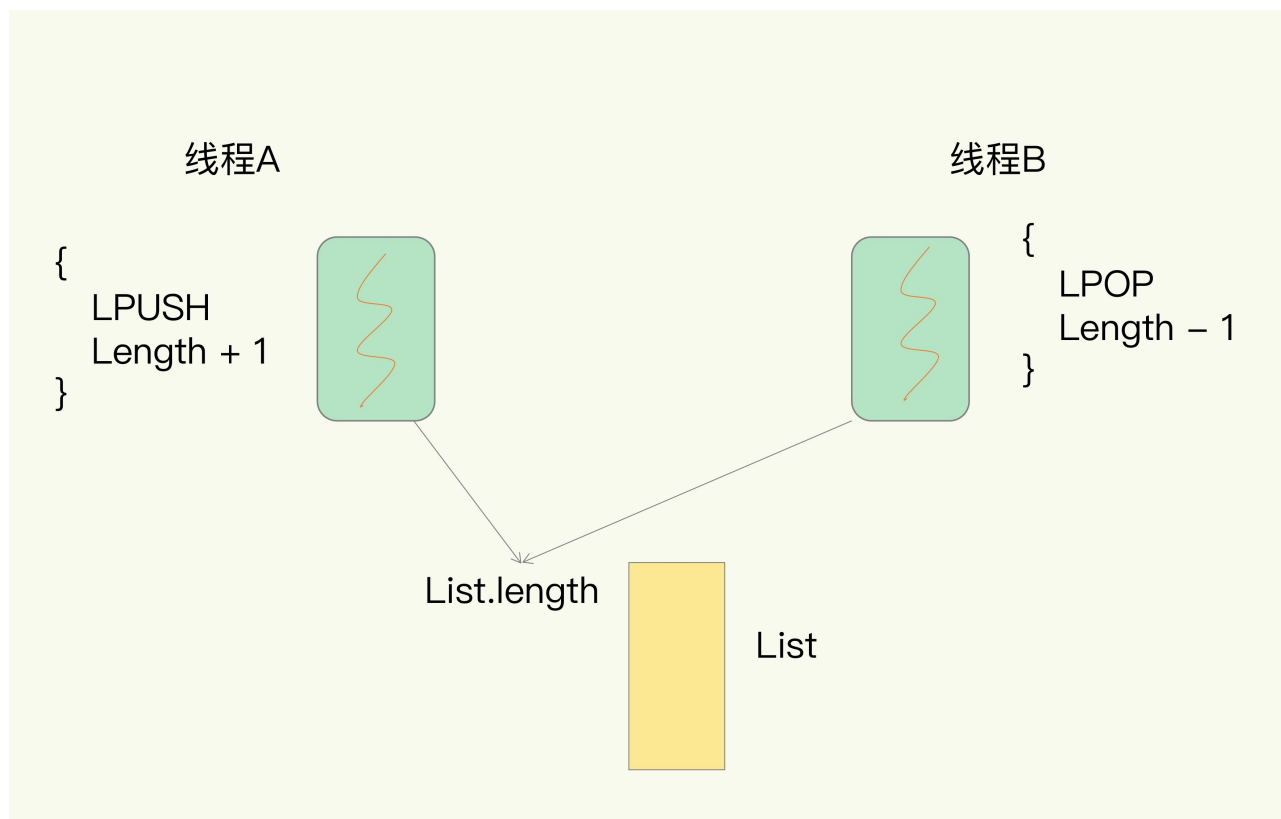 线程A
线程B
{
LPUSH
Length + 1
}
{
LPOP
Length – 1
}
List.length
List